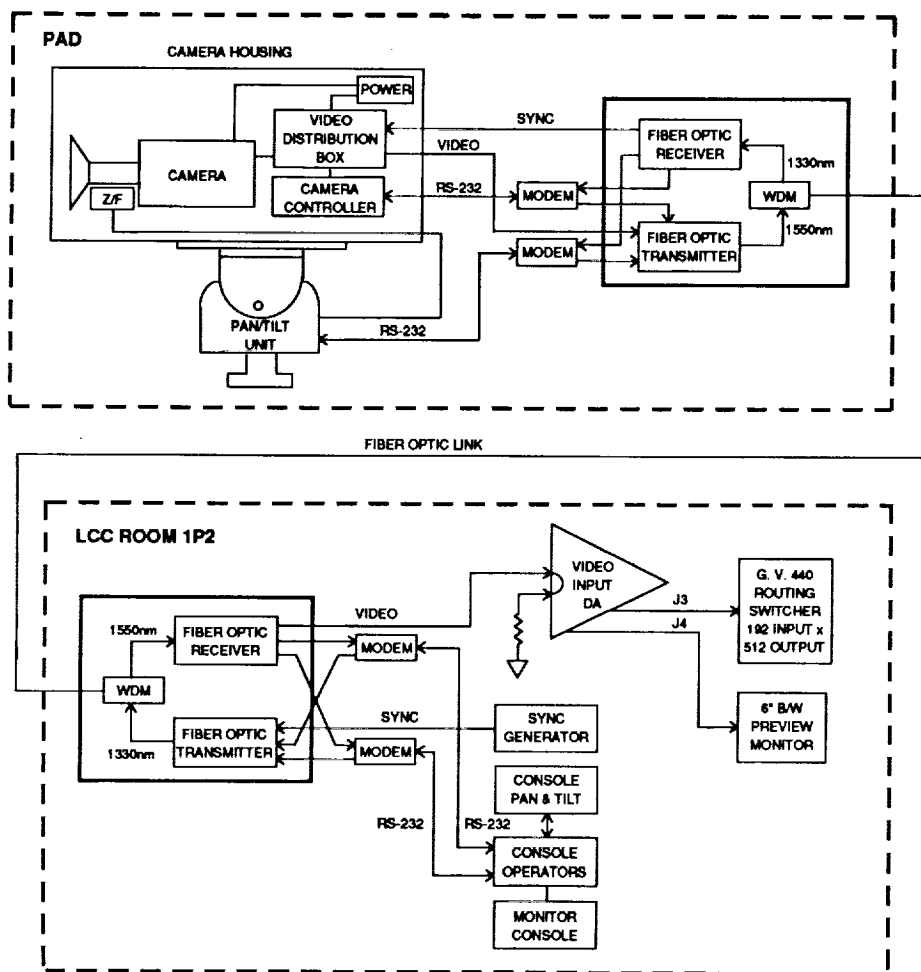 PAD
CAMERA HOUSING
POWER
VIDEO
DISTRIBUTION
BOX
SYNC
VIDEO
FIBER OPTIC
RECEIVER
1330nm
CAMERA
Z/F
CAMERA
CONTROLLER
RS-232
MODEM
WDM
1550nm
FIBER OPTIC
TRANSMITTER
MODEM
PAN/TILT
UNIT
RS-232
FIBER OPTIC LINK
LCC ROOM 1P2
VIDEO
INPUT
DA
G. V. 440
ROUTING
SWITCHER
192 INPUT x
512 OUTPUT
J3
J4
VIDEO
1550nm
FIBER OPTIC
RECEIVER
MODEM
WDM
SYNC
SYNC
GENERATOR
6" B/W
PREVIEW
MONITOR
FIBER OPTIC
TRANSMITTER
1330nm
MODEM
CONSOLE
PAN & TILT
RS-232
RS-232
CONSOLE
OPERATORS
MONITOR
CONSOLE